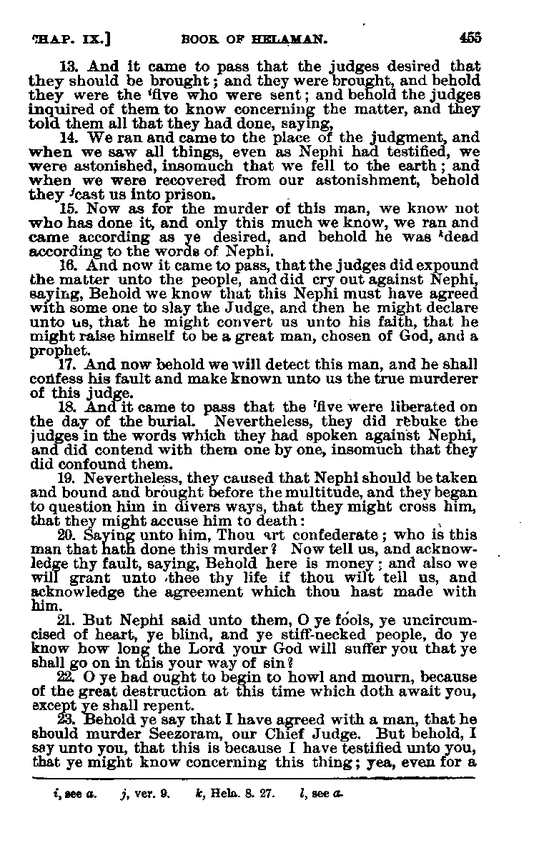 CHAP. IX.] BOOK OF HELAMAN. 455
13. And it came to pass that the judges desired that
they should be brought; and they were brought, and behold
they were the ⁱfive who were sent; and behold the judges
inquired of them to know concerning the matter, and they
told them all that they had done, saying,
14. We ran and came to the place of the judgment, and
when we saw all things, even as Nephi had testified, we
were astonished, insomuch that we fell to the earth; and
when we were recovered from our astonishment, behold
they ʲcast us into prison.
15. Now as for the murder of this man, we know not
who has done it, and only this much we know, we ran and
came according as ye desired, and behold he was ᵏdead
according to the words of Nephi.
16. And now it came to pass, that the judges did expound
the matter unto the people, and did cry out against Nephi,
saying, Behold we know that this Nephi must have agreed
with some one to slay the Judge, and then he might declare
unto us, that he might convert us unto his faith, that he
might raise himself to be a great man, chosen of God, and a
prophet.
17. And now behold we will detect this man, and he shall
confess his fault and make known unto us the true murderer
of this judge.
18. And it came to pass that the ˡfive were liberated on
the day of the burial. Nevertheless, they did rebuke the
judges in the words which they had spoken against Nephi,
and did contend with them one by one, insomuch that they
did confound them.
19. Nevertheless, they caused that Nephi should be taken
and bound and brought before the multitude, and they began
to question him in divers ways, that they might cross him,
that they might accuse him to death:
20. Saying unto him, Thou art confederate; who is this
man that hath done this murder? Now tell us, and acknow-
ledge thy fault, saying, Behold here is money; and also we
will grant unto thee thy life if thou wilt tell us, and
acknowledge the agreement which thou hast made with
him.
21. But Nephi said unto them, O ye fools, ye uncircum-
cised of heart, ye blind, and ye stiff-necked people, do ye
know how long the Lord your God will suffer you that ye
shall go on in this your way of sin?
22. O ye had ought to begin to howl and mourn, because
of the great destruction at this time which doth await you,
except ye shall repent.
23. Behold ye say that I have agreed with a man, that he
should murder Seezoram, our Chief Judge. But behold, I
say unto you, that this is because I have testified unto you,
that ye might know concerning this thing; yea, even for a
i, see a. j, ver. 9. k, Hela. 8. 27. l, see a.